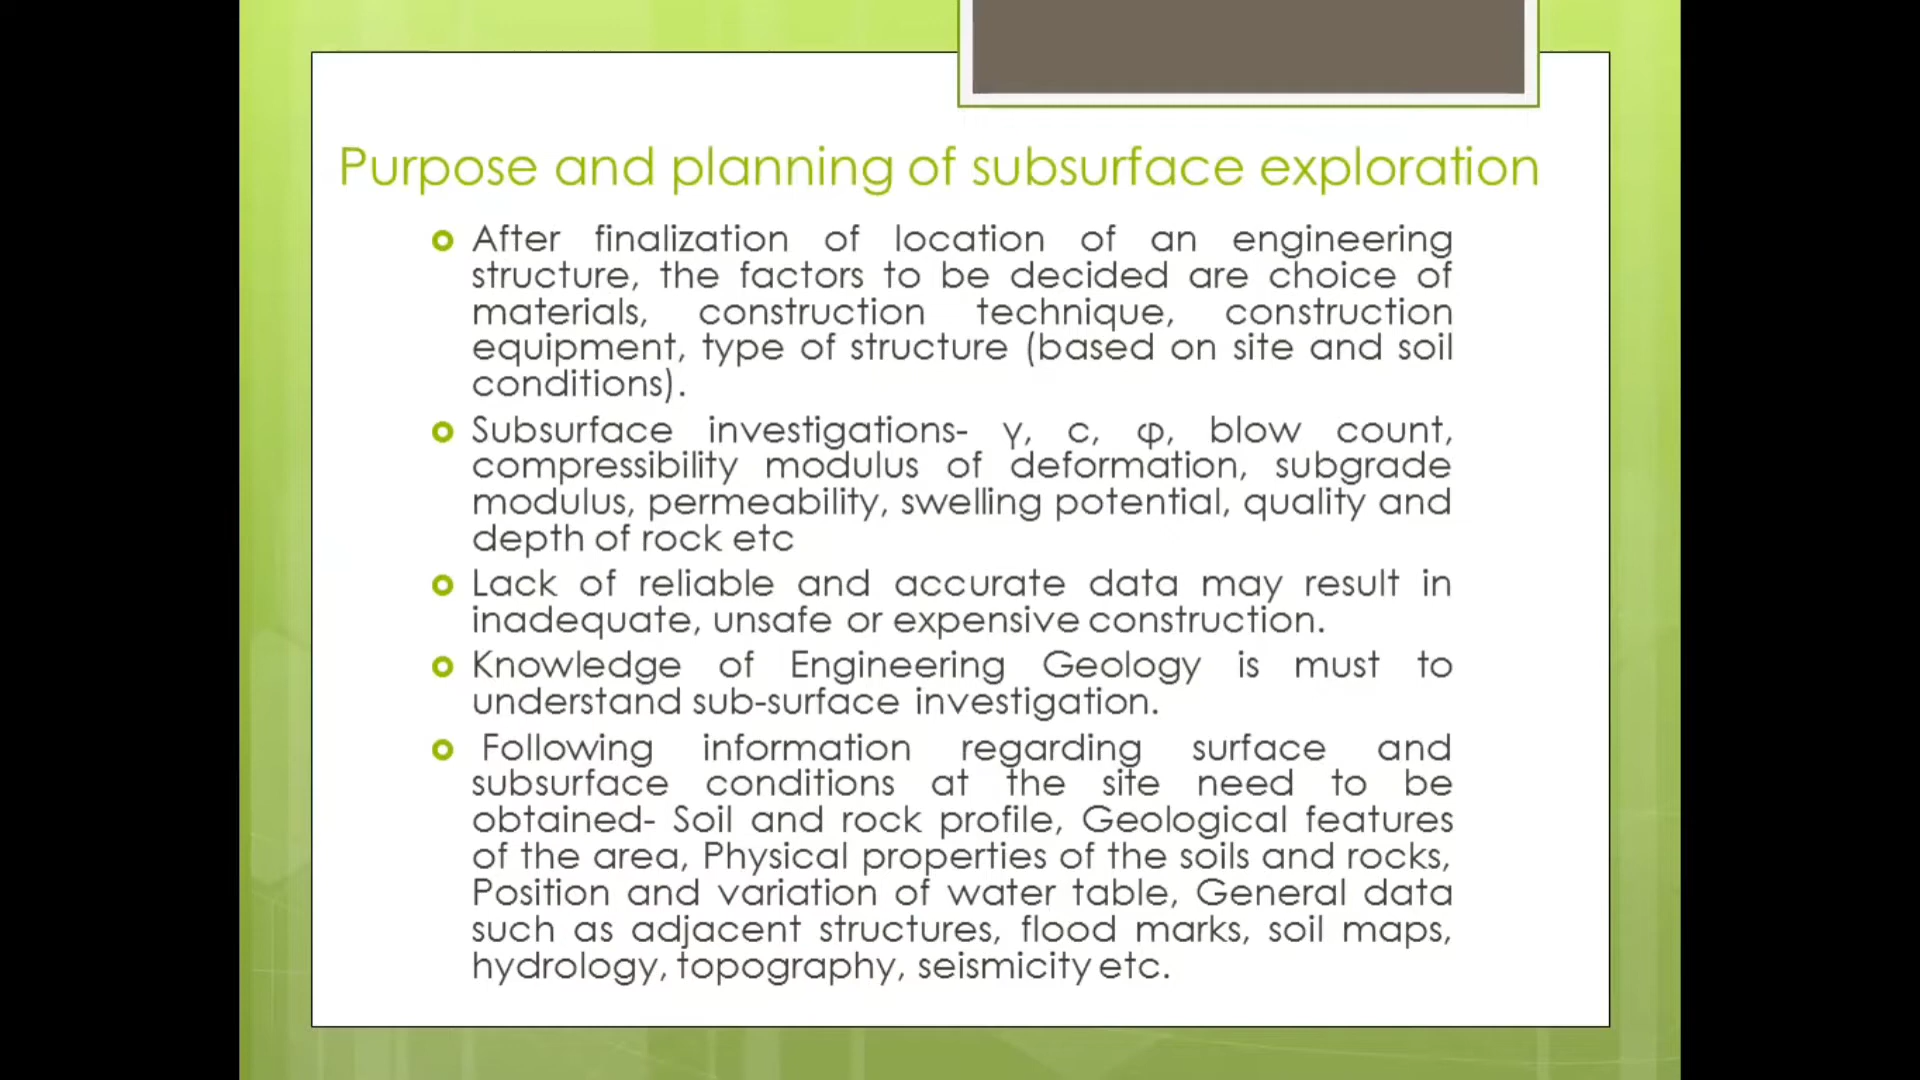 Purpose and planning of subsurface exploration
After finalization of location of an engineering
structure, the factors to be decided are choice of
materials, construction technique, construction
equipment, type of structure (based on site and soil
conditions).
Subsurface investigations- γ, c, φ, blow count,
compressibility modulus of deformation, subgrade
modulus, permeability, swelling potential, quality and
depth of rock etc
Lack of reliable and accurate data may result in
inadequate, unsafe or expensive construction.
Knowledge of Engineering Geology is must to
understand sub-surface investigation.
Following information regarding surface and
subsurface conditions at the site need to be
obtained- Soil and rock profile, Geological features
of the area, Physical properties of the soils and rocks,
Position and variation of water table, General data
such as adjacent structures, flood marks, soil maps,
hydrology, topography, seismicity etc.